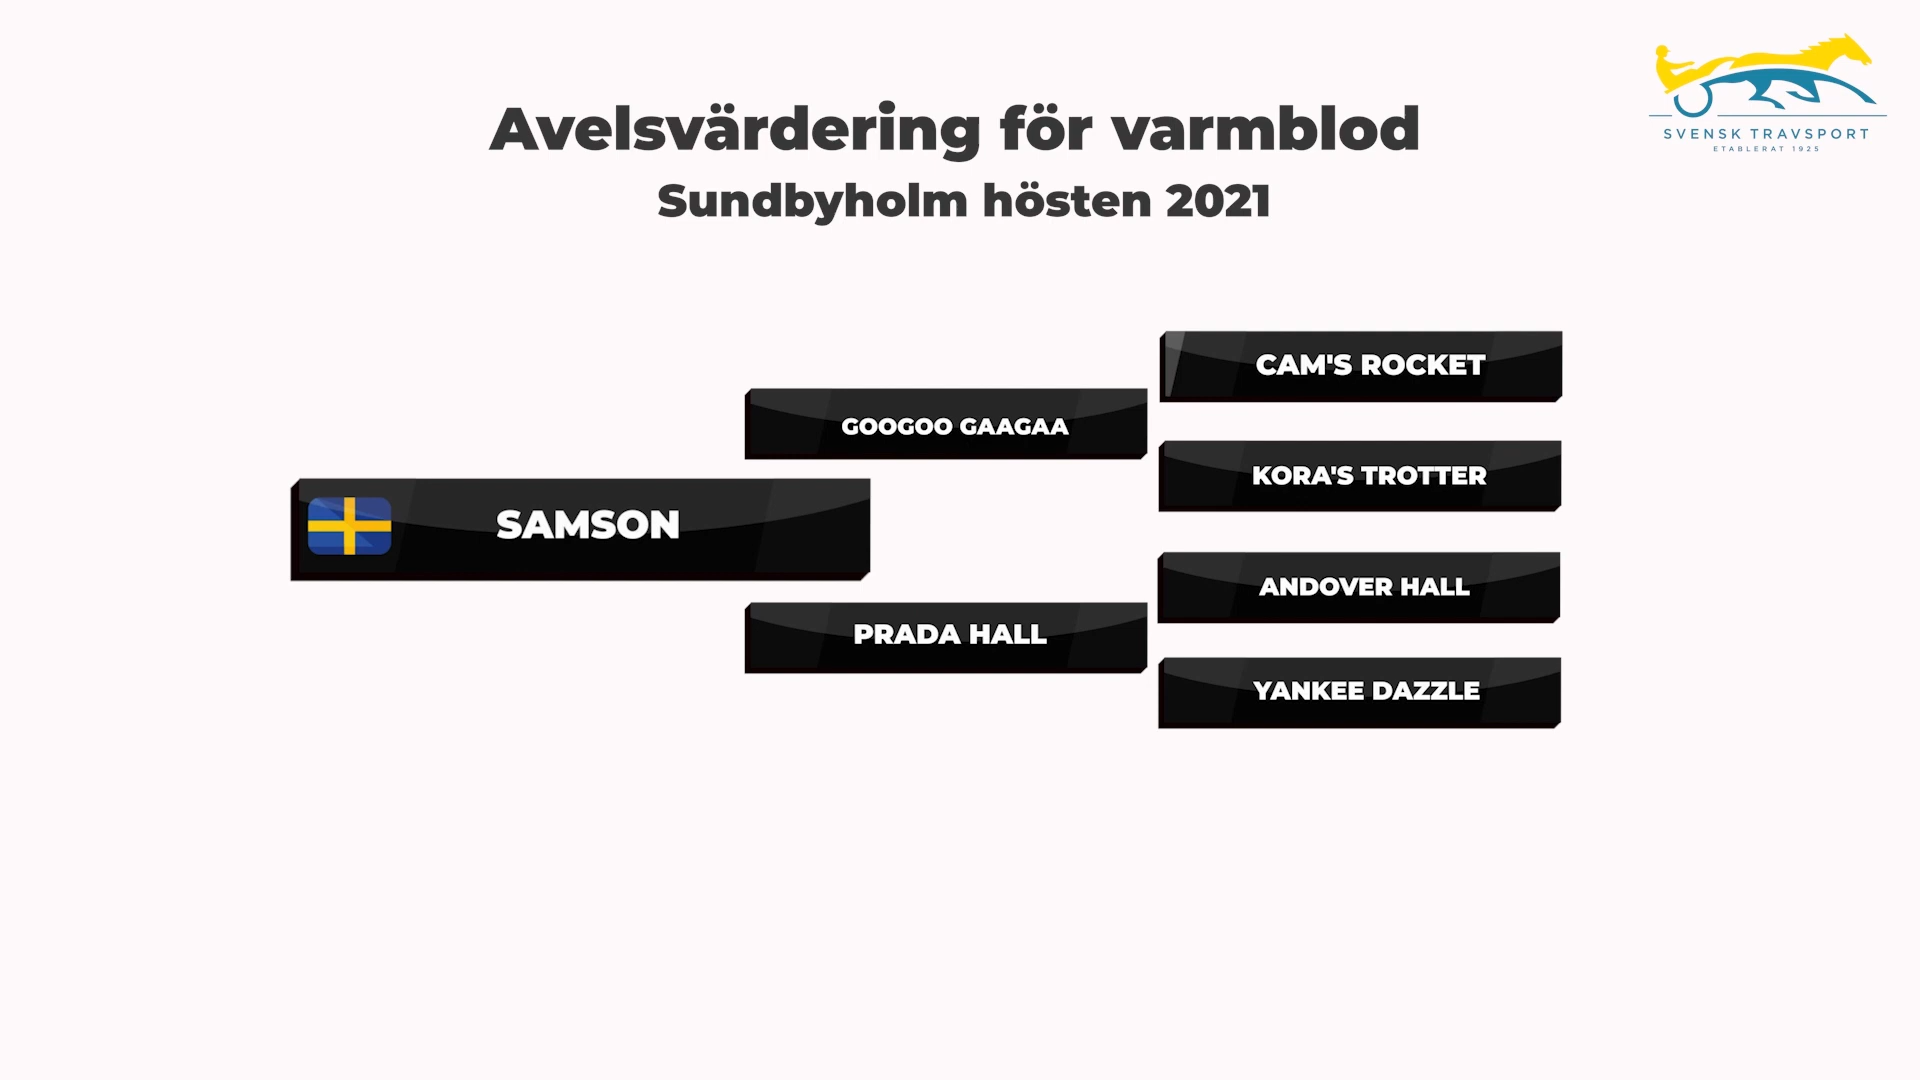 SVENSK TRAVSPORT
ETABLERAT 1925
Avelsvärdering för varmblod
Sundbyholm hösten 2021
CAM'S ROCKET
GOOGOO GAAGAA
KORA'S TROTTER
SAMSON
ANDOVER HALL
PRADA HALL
YANKEE DAZZLE